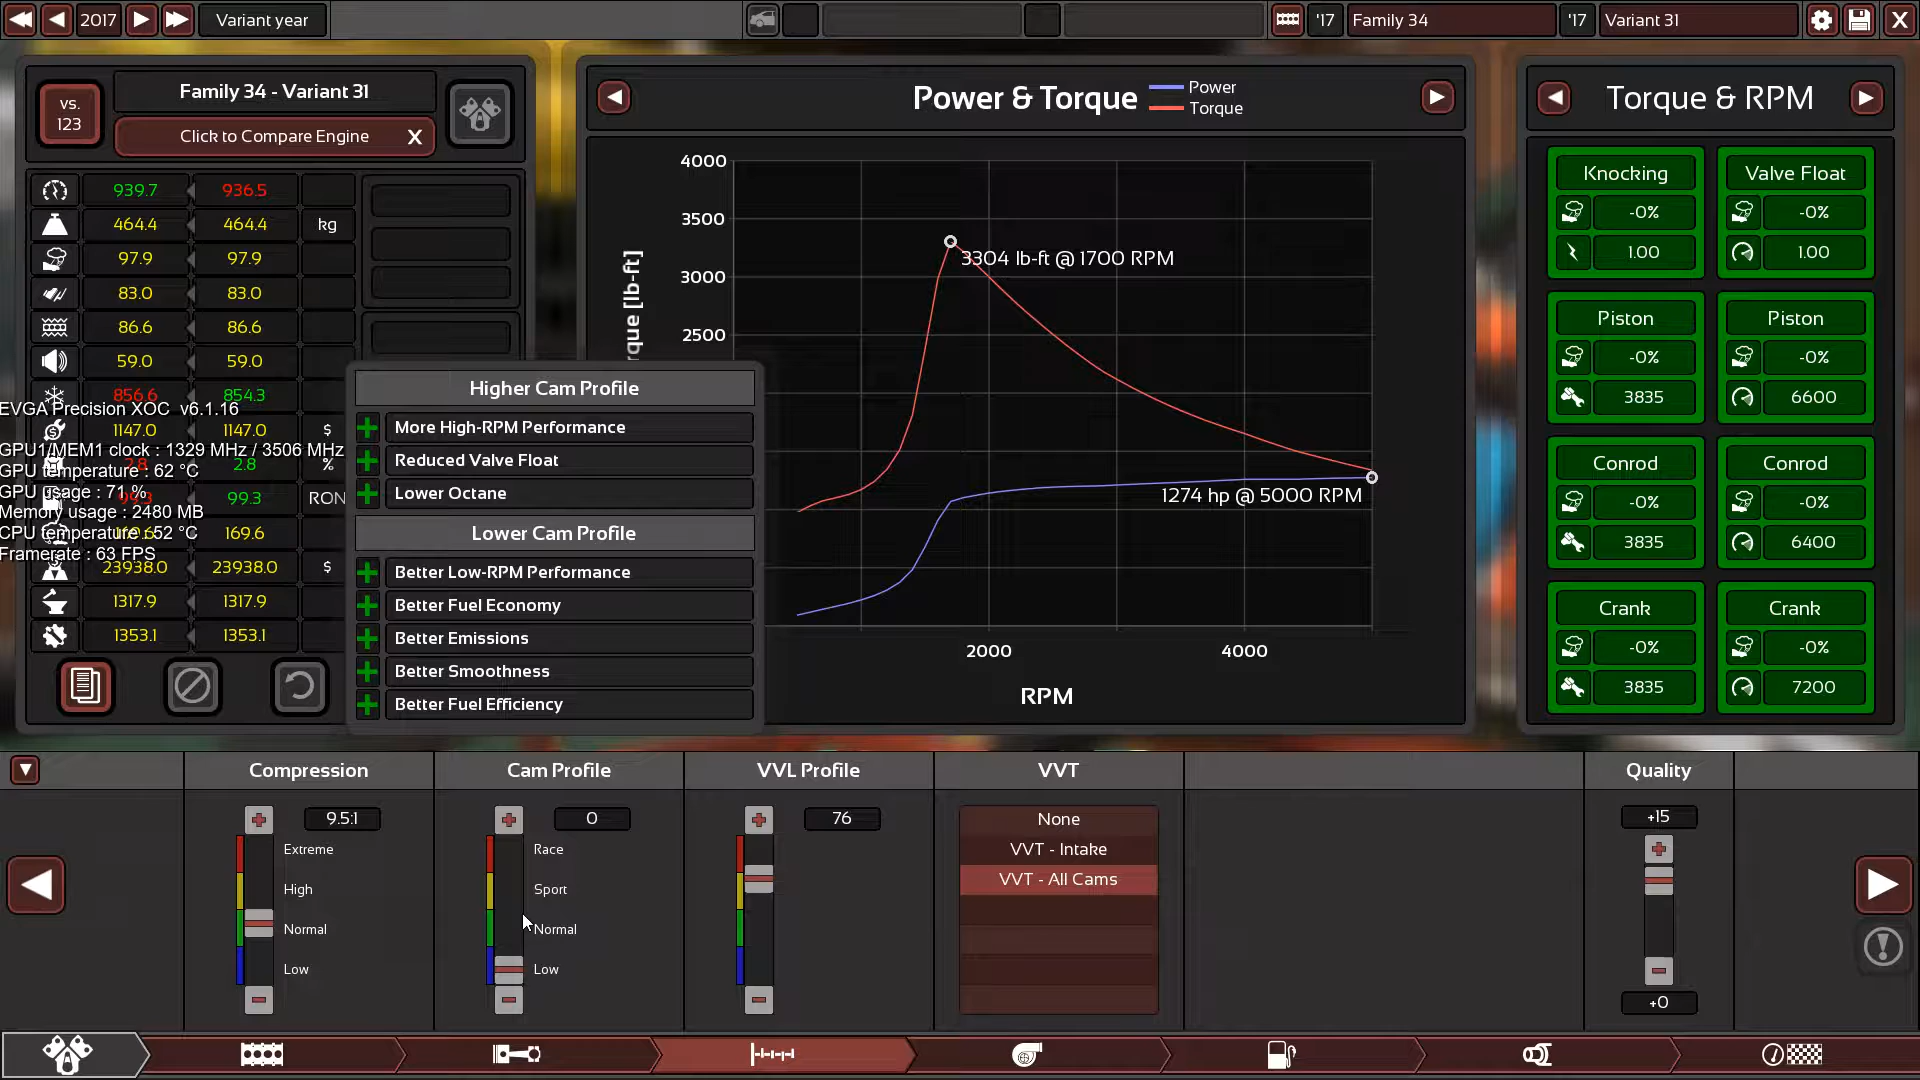 2017
Variant year
'17
Family 34
'17
Variant 31
X
vs.
123
Family 34 - Variant 31
Click to Compare Engine X
939.7 936.5
464.4 464.4 kg
97.9 97.9
83.0 83.0
86.6 86.6
59.0 59.0
856.6 854.3
EVGA Precision XOC v6.1.16
1147.0 1147.0 $
GPU1/MEM1 clock : 1329 MHz / 3506 MHz
2.8 2.8 %
GPU temperature : 62 °C
GPU usage : 71 %
99.3 99.3 RON
Memory usage : 2480 MB
169.6 169.6
CPU temperature : 52 °C
Framerate : 63 FPS
23938.0 23938.0 $
1317.9 1317.9
1353.1 1353.1
Higher Cam Profile
More High-RPM Performance
Reduced Valve Float
Lower Octane
Lower Cam Profile
Better Low-RPM Performance
Better Fuel Economy
Better Emissions
Better Smoothness
Better Fuel Efficiency
Power & Torque
Power
Torque
4000
3500
3000
2500
rque [lb-ft]
3304 lb-ft @ 1700 RPM
1274 hp @ 5000 RPM
2000 4000
RPM
Torque & RPM
Knocking
-0%
1.00
Valve Float
-0%
1.00
Piston
-0%
3835
Piston
-0%
6600
Conrod
-0%
3835
Conrod
-0%
6400
Crank
-0%
3835
Crank
-0%
7200
Compression
9.5:1
Extreme
High
Normal
Low
Cam Profile
0
Race
Sport
Normal
Low
VVL Profile
76
VVT
None
VVT - Intake
VVT - All Cams
Quality
+15
+0